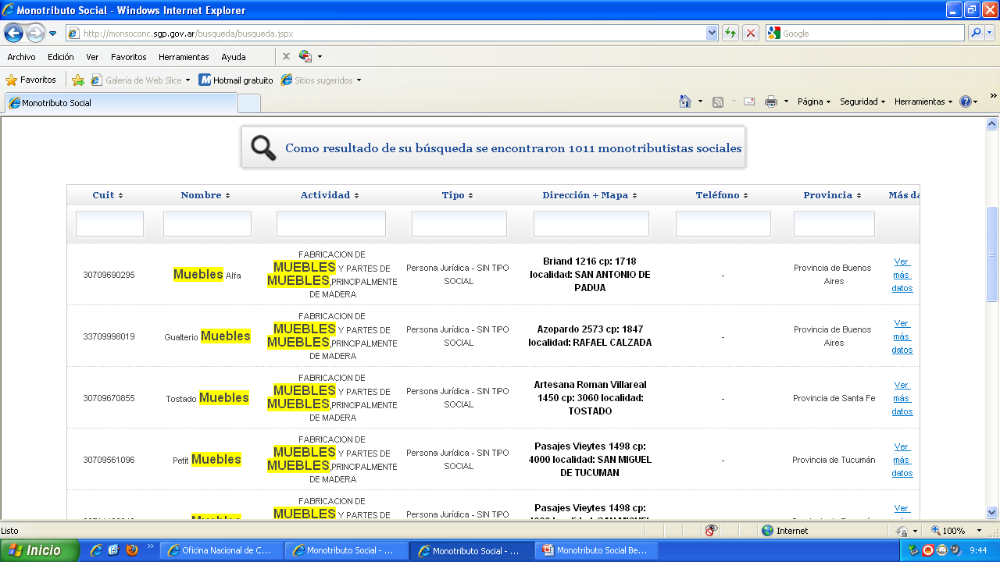 Monotributo Social - Windows Internet Explorer
http://monsoconc.sgp.gov.ar/busqueda/busqueda.jspx
Google
Archivo Edición Ver Favoritos Herramientas Ayuda
Favoritos Galería de Web Slice Hotmail gratuito Sitios sugeridos
Monotributo Social
Página Seguridad Herramientas
Como resultado de su búsqueda se encontraron 1011 monotributistas sociales
Cuit Nombre Actividad Tipo Dirección + Mapa Teléfono Provincia Más da
30709690295
Muebles Alfa
FABRICACION DE
MUEBLES Y PARTES DE
MUEBLES,PRINCIPALMENTE
DE MADERA
Persona Jurídica - SIN TIPO
SOCIAL
Briand 1216 cp: 1718
localidad: SAN ANTONIO DE
PADUA
-
Provincia de Buenos
Aires
Ver
más
datos
33709998019
Gualterio Muebles
FABRICACION DE
MUEBLES Y PARTES DE
MUEBLES,PRINCIPALMENTE
DE MADERA
Persona Jurídica - SIN TIPO
SOCIAL
Azopardo 2573 cp: 1847
localidad: RAFAEL CALZADA
-
Provincia de Buenos
Aires
Ver
más
datos
30709670855
Tostado Muebles
FABRICACION DE
MUEBLES Y PARTES DE
MUEBLES,PRINCIPALMENTE
DE MADERA
Persona Jurídica - SIN TIPO
SOCIAL
Artesana Roman Villareal
1450 cp: 3060 localidad:
TOSTADO
-
Provincia de Santa Fe
Ver
más
datos
30709561096
Petit Muebles
FABRICACION DE
MUEBLES Y PARTES DE
MUEBLES,PRINCIPALMENTE
DE MADERA
Persona Jurídica - SIN TIPO
SOCIAL
Pasajes Vieytes 1498 cp:
4000 localidad: SAN MIGUEL
DE TUCUMAN
-
Provincia de Tucumán
Ver
más
datos
Muebles
FABRICACION DE
MUEBLES Y PARTES DE
Persona Jurídica - SIN TIPO
Pasajes Vieytes 1498 cp:
4000 localidad: SAN MIGUEL
Ver
más
Listo
Internet
100%
Inicio
Oficina Nacional de C...
Monotributo Social - ...
Monotributo Social - ...
Monotributo Social Be...
9:44